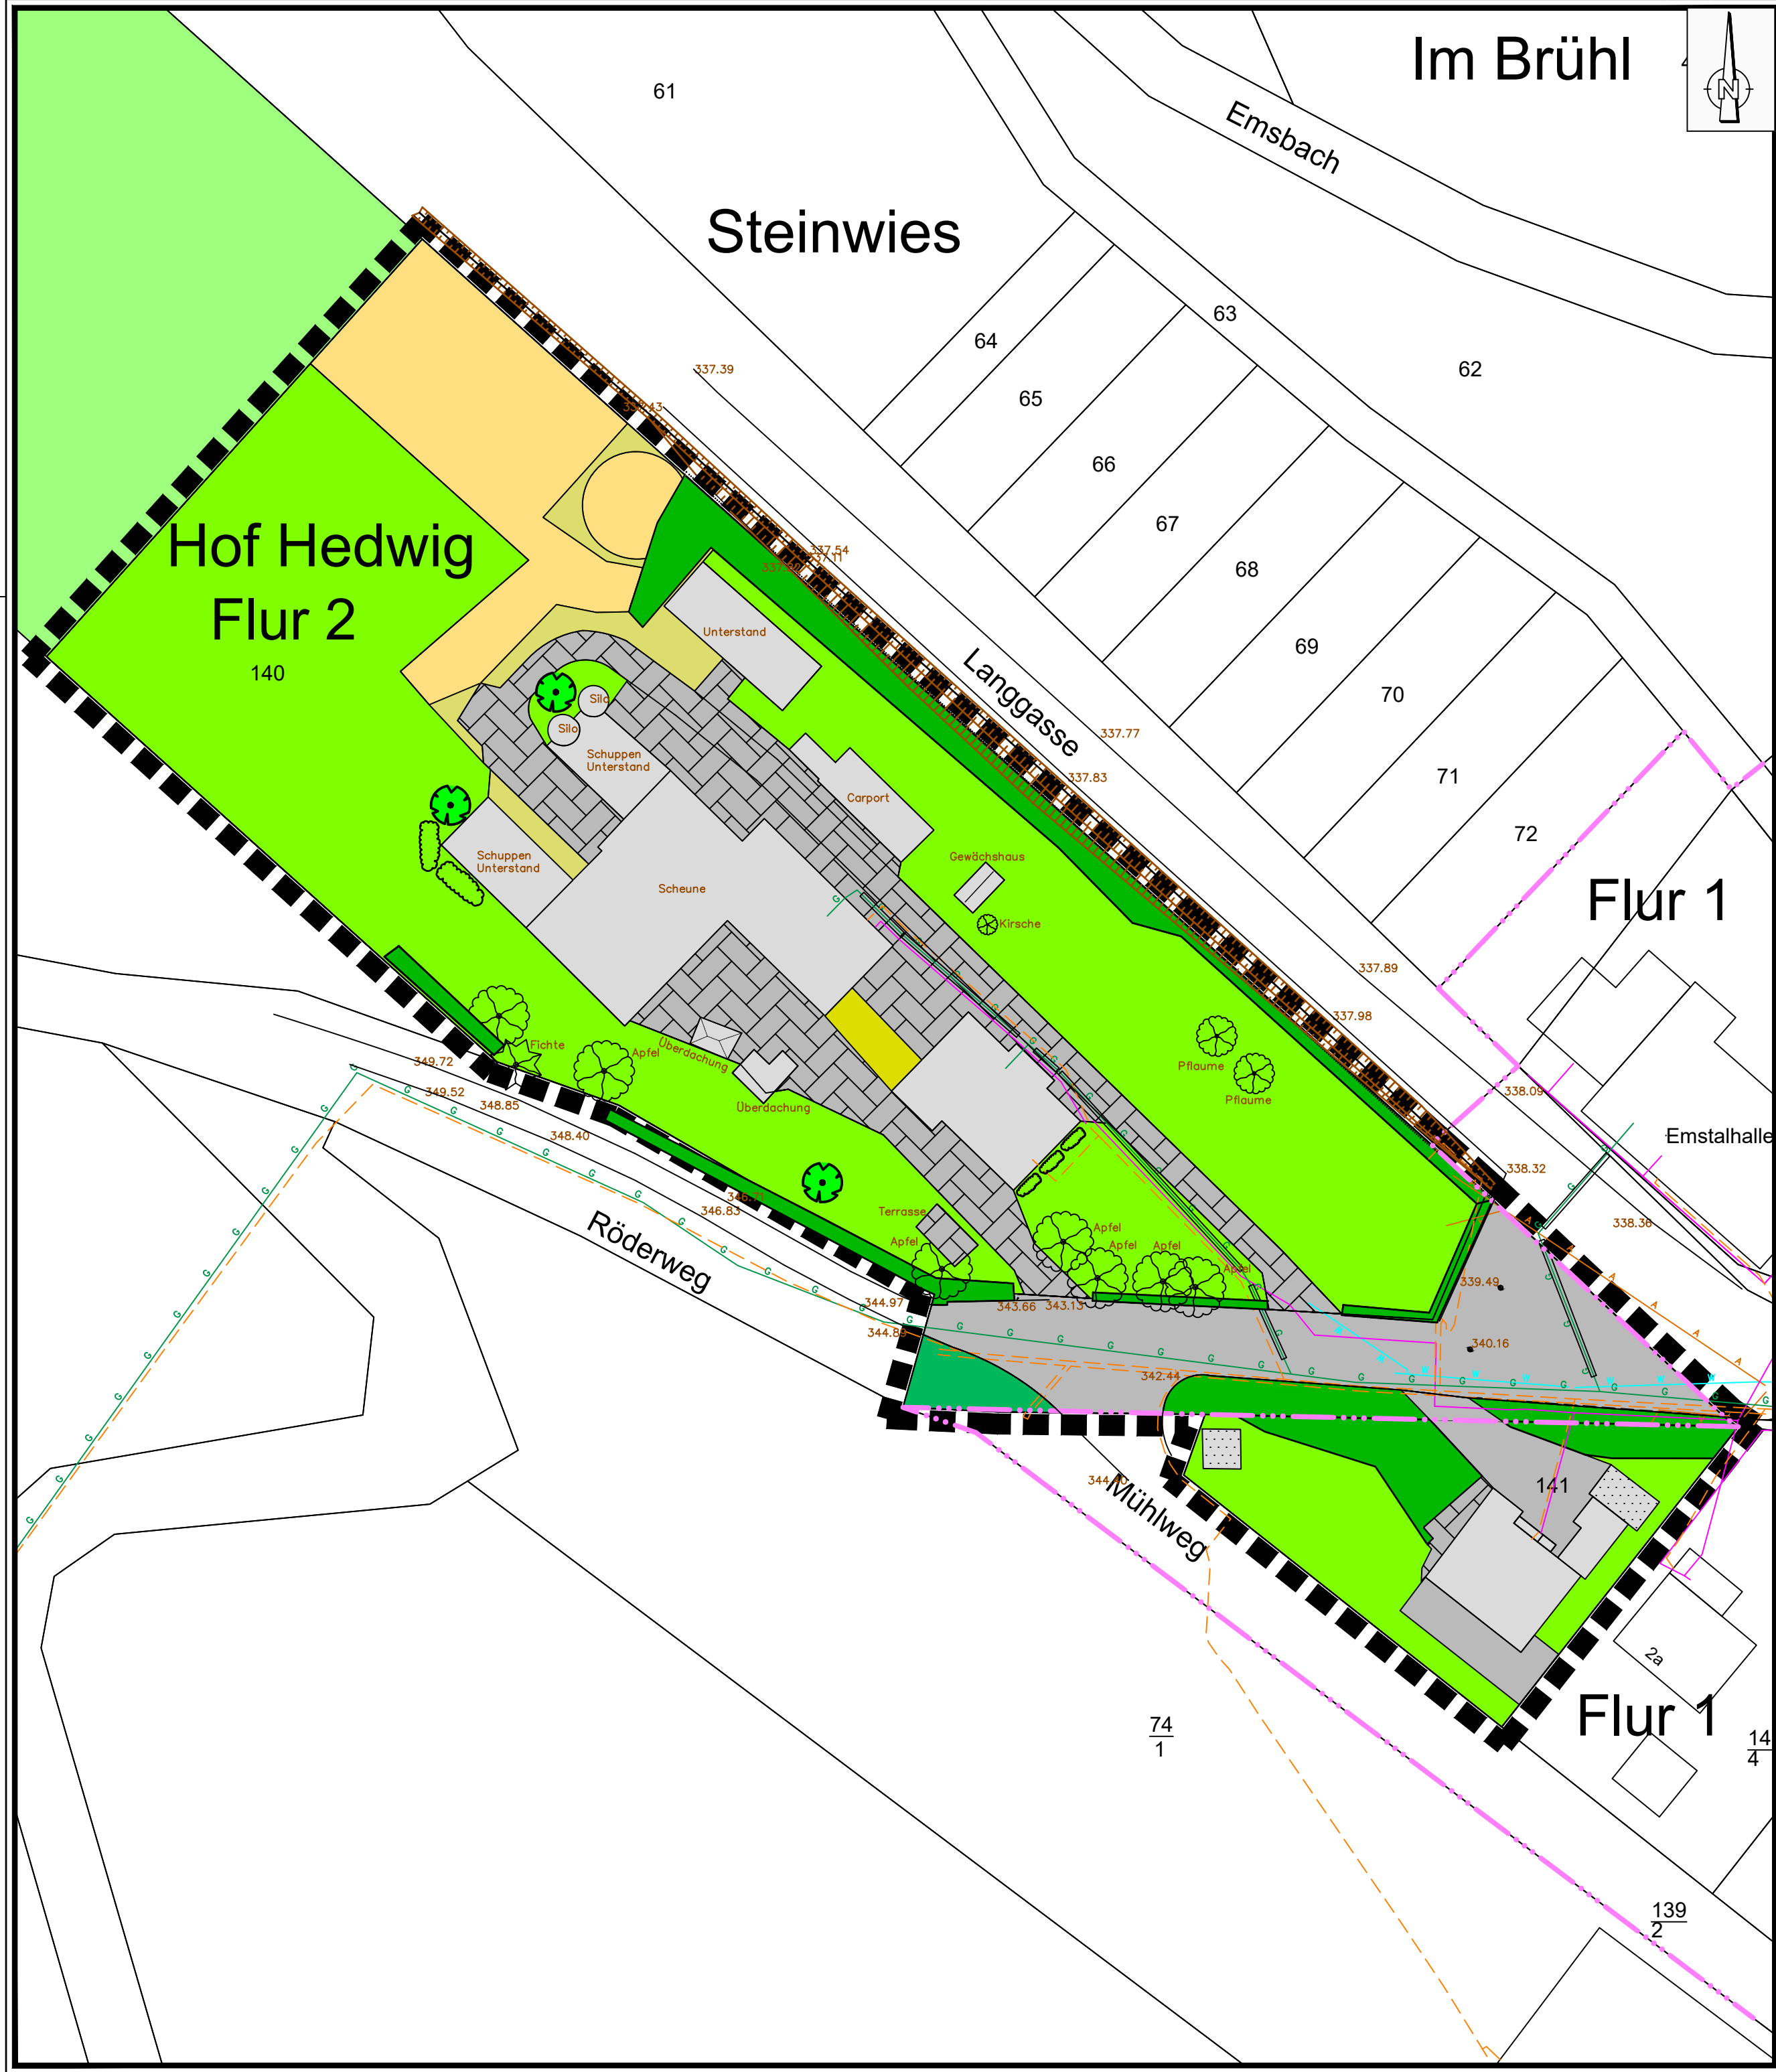 Im Brühl
N
61
Emsbach
Steinwies
63
64
62
337.39
65
66
67
Hof Hedwig
Flur 2
337.54
68
Unterstand
69
Langgasse
140
70
Silo
Silo
337.77
Schuppen
Unterstand
337.83
71
Carport
72
Schuppen
Unterstand
Gewächshaus
Scheune
Flur 1
Kirsche
337.89
337.98
Fichte
Apfel
Überdachung
349.72
Pflaume
349.52
338.09
348.85
Überdachung
Pflaume
348.40
Emstalhalle
338.32
346.83
Terrasse
Röderweg
Apfel
Apfel
338.36
Apfel
Apfel
Apfel
339.49
344.97
343.66
343.13
340.16
342.44
Mühlweg
141
2a
Flur 1
74
1
14
4
139
2